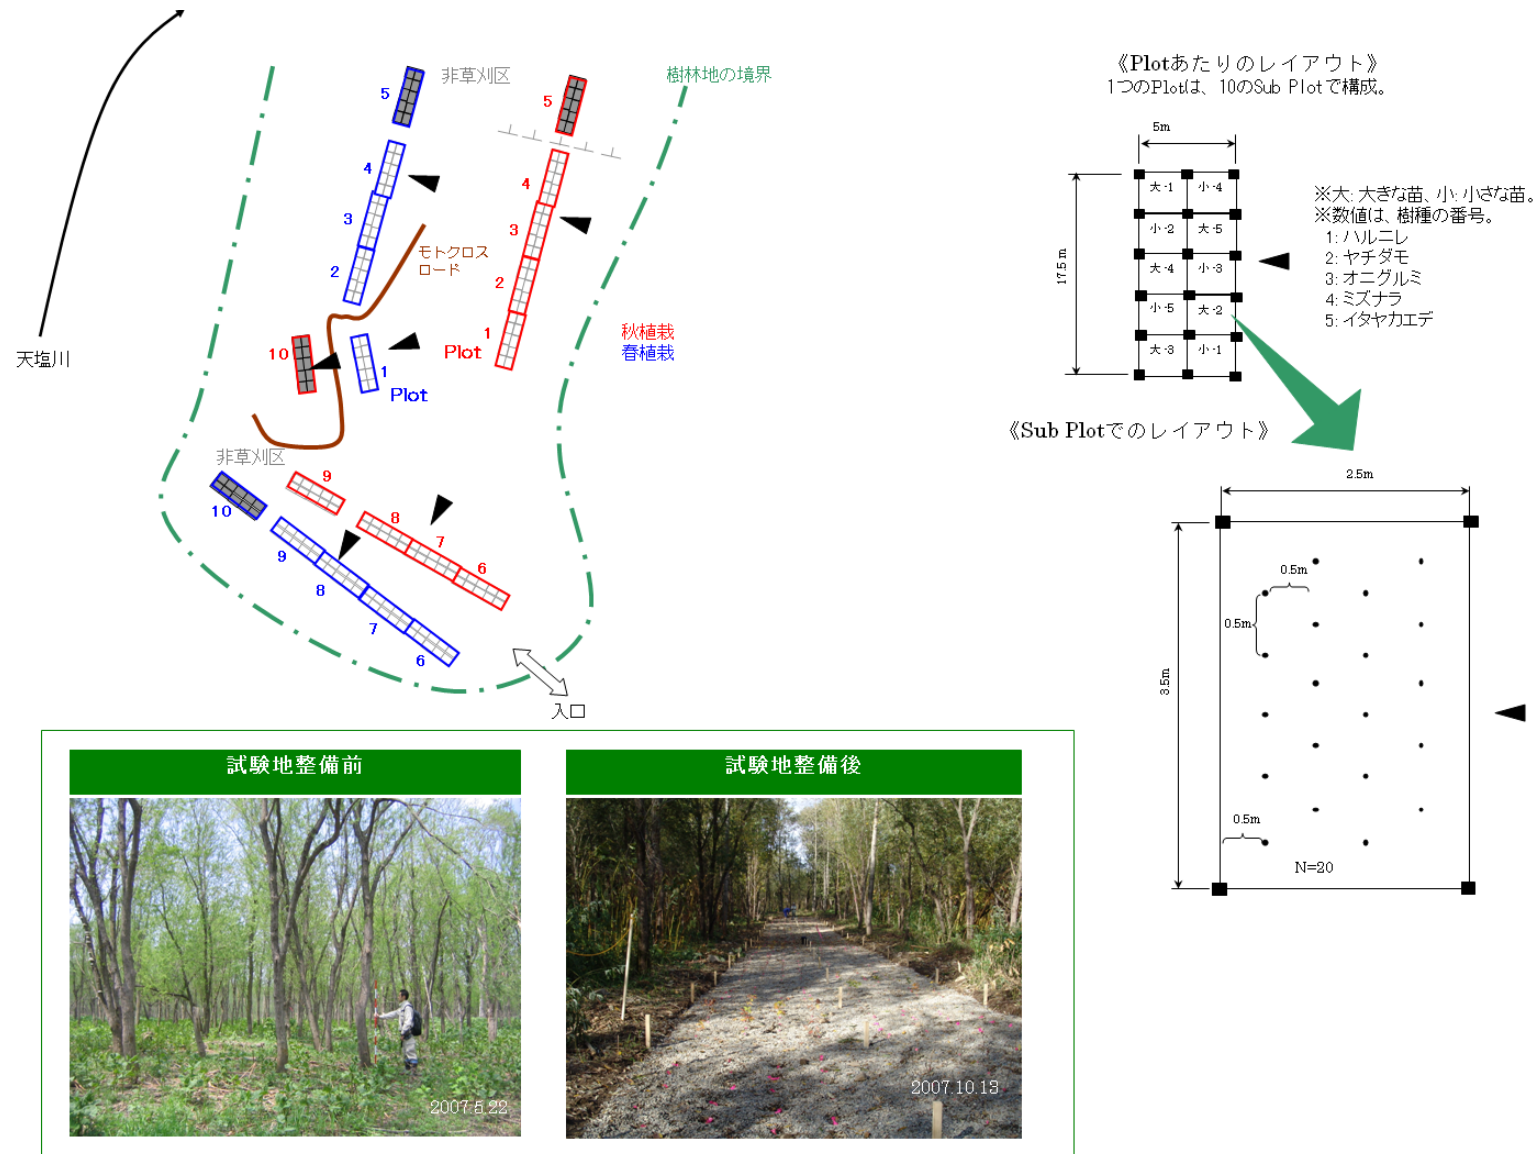 非草刈区
樹林地の境界
5
5
4
4
3
3
2
2
モトクロス
ロード
1
Plot
秋植栽
春植栽
天塩川
10
1
Plot
非草刈区
9
10
8
7
9
6
8
7
6
入口
《Plotあたりのレイアウト》
1つのPlotは、10のSub Plotで構成。
5m
17.5m
大-1 小-4
小-2 大-5
大-4 小-3
小-5 大-2
大-3 小-1
※大: 大きな苗、小: 小さな苗。
※数値は、樹種の番号。
1: ハルニレ
2: ヤチダモ
3: オニグルミ
4: ミズナラ
5: イタヤカエデ
《Sub Plotでのレイアウト》
2.5m
3.5m
0.5m
0.5m
0.5m
N=20
試験地整備前
2007.5.22
試験地整備後
2007.10.13